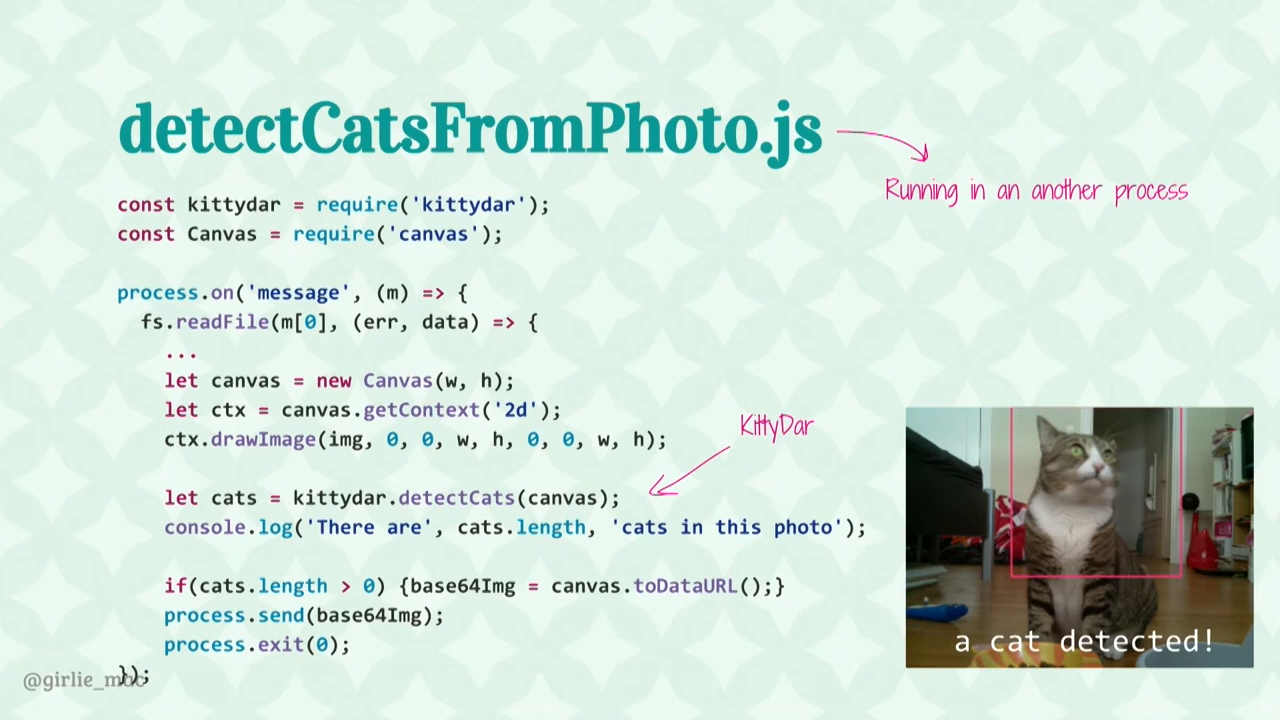 detectCatsFromPhoto.js
Running in an another process
const kittydar = require('kittydar');
const Canvas = require('canvas');
process.on('message', (m) => {
fs.readFile(m[0], (err, data) => {
...
let canvas = new Canvas(w, h);
let ctx = canvas.getContext('2d');
ctx.drawImage(img, 0, 0, w, h, 0, 0, w, h);
KittyDar
let cats = kittydar.detectCats(canvas);
console.log('There are', cats.length, 'cats in this photo');
if(cats.length > 0) {base64Img = canvas.toDataURL();}
process.send(base64Img);
process.exit(0);
});
a cat detected!
@girlie_mac